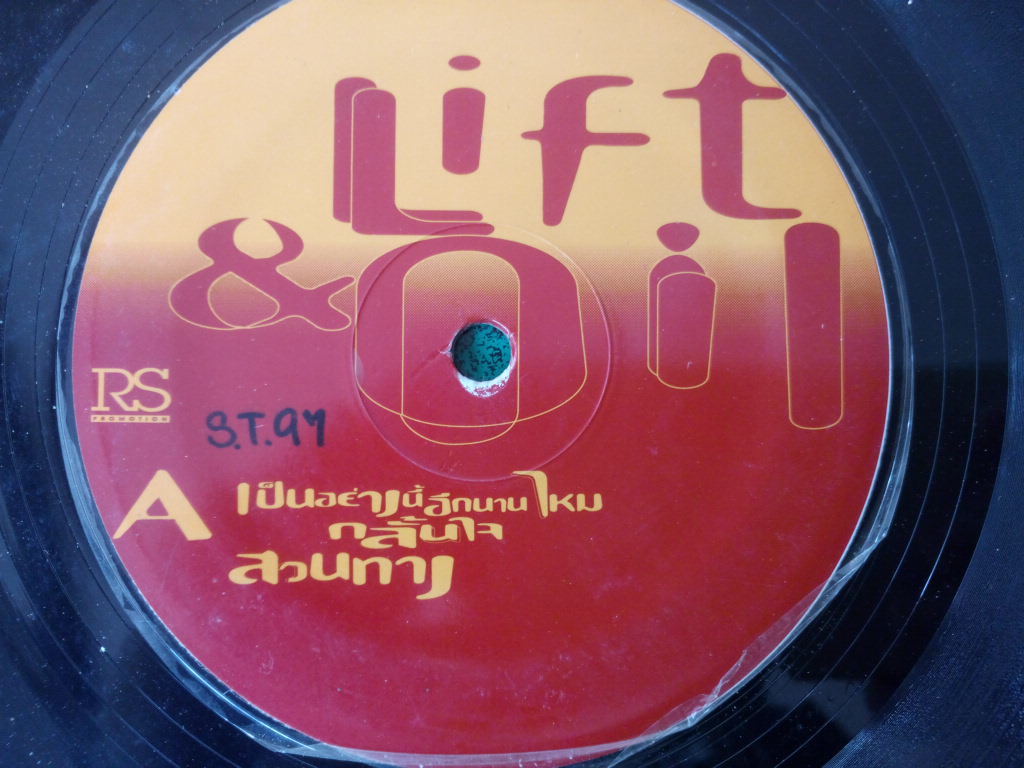 Lift
& Oil
RS
PROMOTION
S.T.97
A
เป็นอย่างนี้อีกนานไหม
กลั้นใจ
สวนทาง